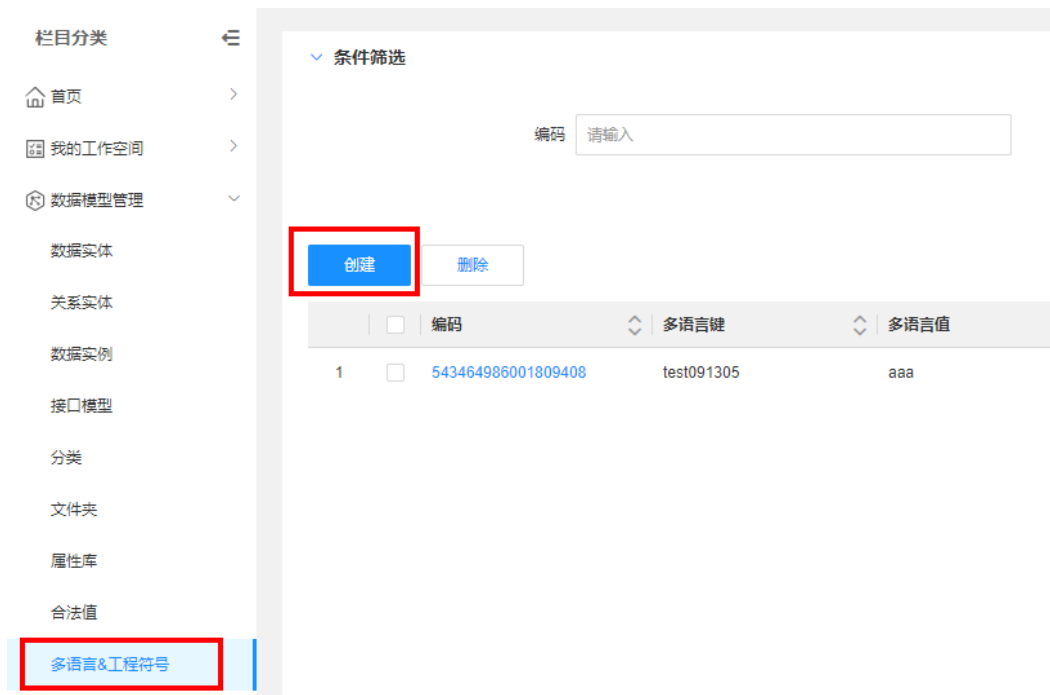 栏目分类
首页
我的工作空间
数据模型管理
数据实体
关系实体
数据实例
接口模型
分类
文件夹
属性库
合法值
多语言&工程符号
条件筛选
编码 请输入
创建 删除
编码 多语言键 多语言值
1 543464986001809408 test091305 aaa